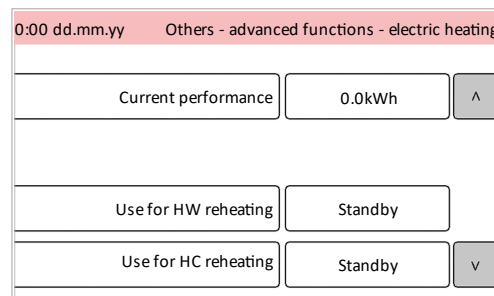 0:00 dd.mm.yy Others - advanced functions - electric heating
Current performance 0.0kWh ^
Use for HW reheating Standby
Use for HC reheating Standby v